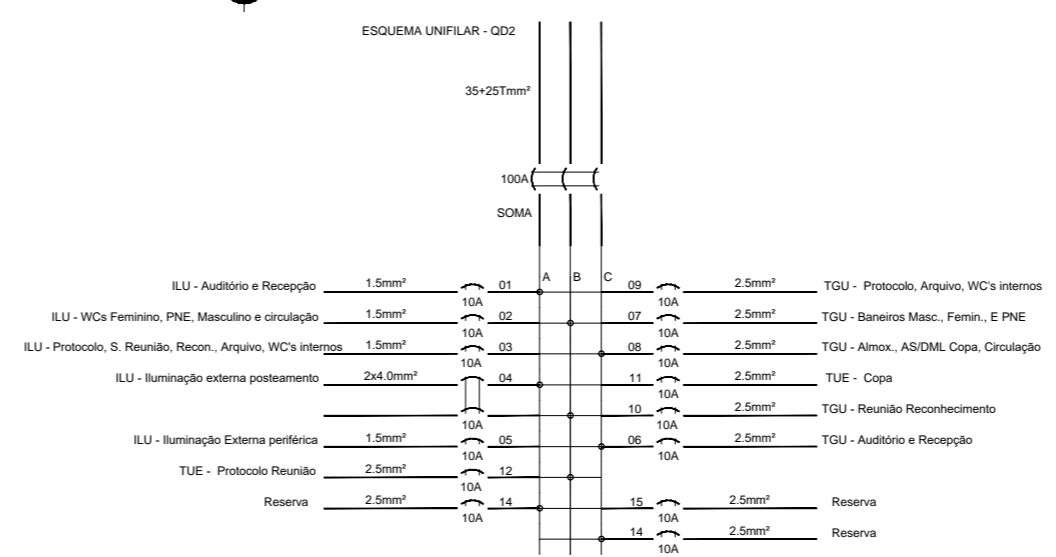 ESQUEMA UNIFILAR - QD2
35+25Tmm²
100A
SOMA
A B C
ILU - Auditório e Recepção 1.5mm² 10A 01 09 10A 2.5mm² TGU - Protocolo, Arquivo, WC's internos
ILU - WCs Feminino, PNE, Masculino e circulação 1.5mm² 10A 02 07 10A 2.5mm² TGU - Baneiros Masc., Femin., E PNE
ILU - Protocolo, S. Reunião, Recon., Arquivo, WC's internos 1.5mm² 10A 03 08 10A 2.5mm² TGU - Almox., AS/DML Copa, Circulação
ILU - Iluminação externa posteamento 2x4.0mm² 04 11 10A 2.5mm² TUE - Copa
10A 10 10A 2.5mm² TGU - Reunião Reconhecimento
ILU - Iluminação Externa periférica 1.5mm² 10A 05 06 10A 2.5mm² TGU - Auditório e Recepção
TUE - Protocolo Reunião 2.5mm² 10A 12
Reserva 2.5mm² 10A 14 15 10A 2.5mm² Reserva
14 10A 2.5mm² Reserva